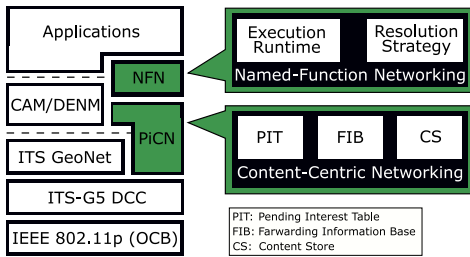 Applications
NFN
CAM/DENM
PiCN
ITS GeoNet
ITS-G5 DCC
IEEE 802.11p (OCB)
Execution
Runtime
Resolution
Strategy
Named-Function Networking
PIT
FIB
CS
Content-Centric Networking
PIT: Pending Interest Table
FIB: Farwarding Information Base
CS: Content Store